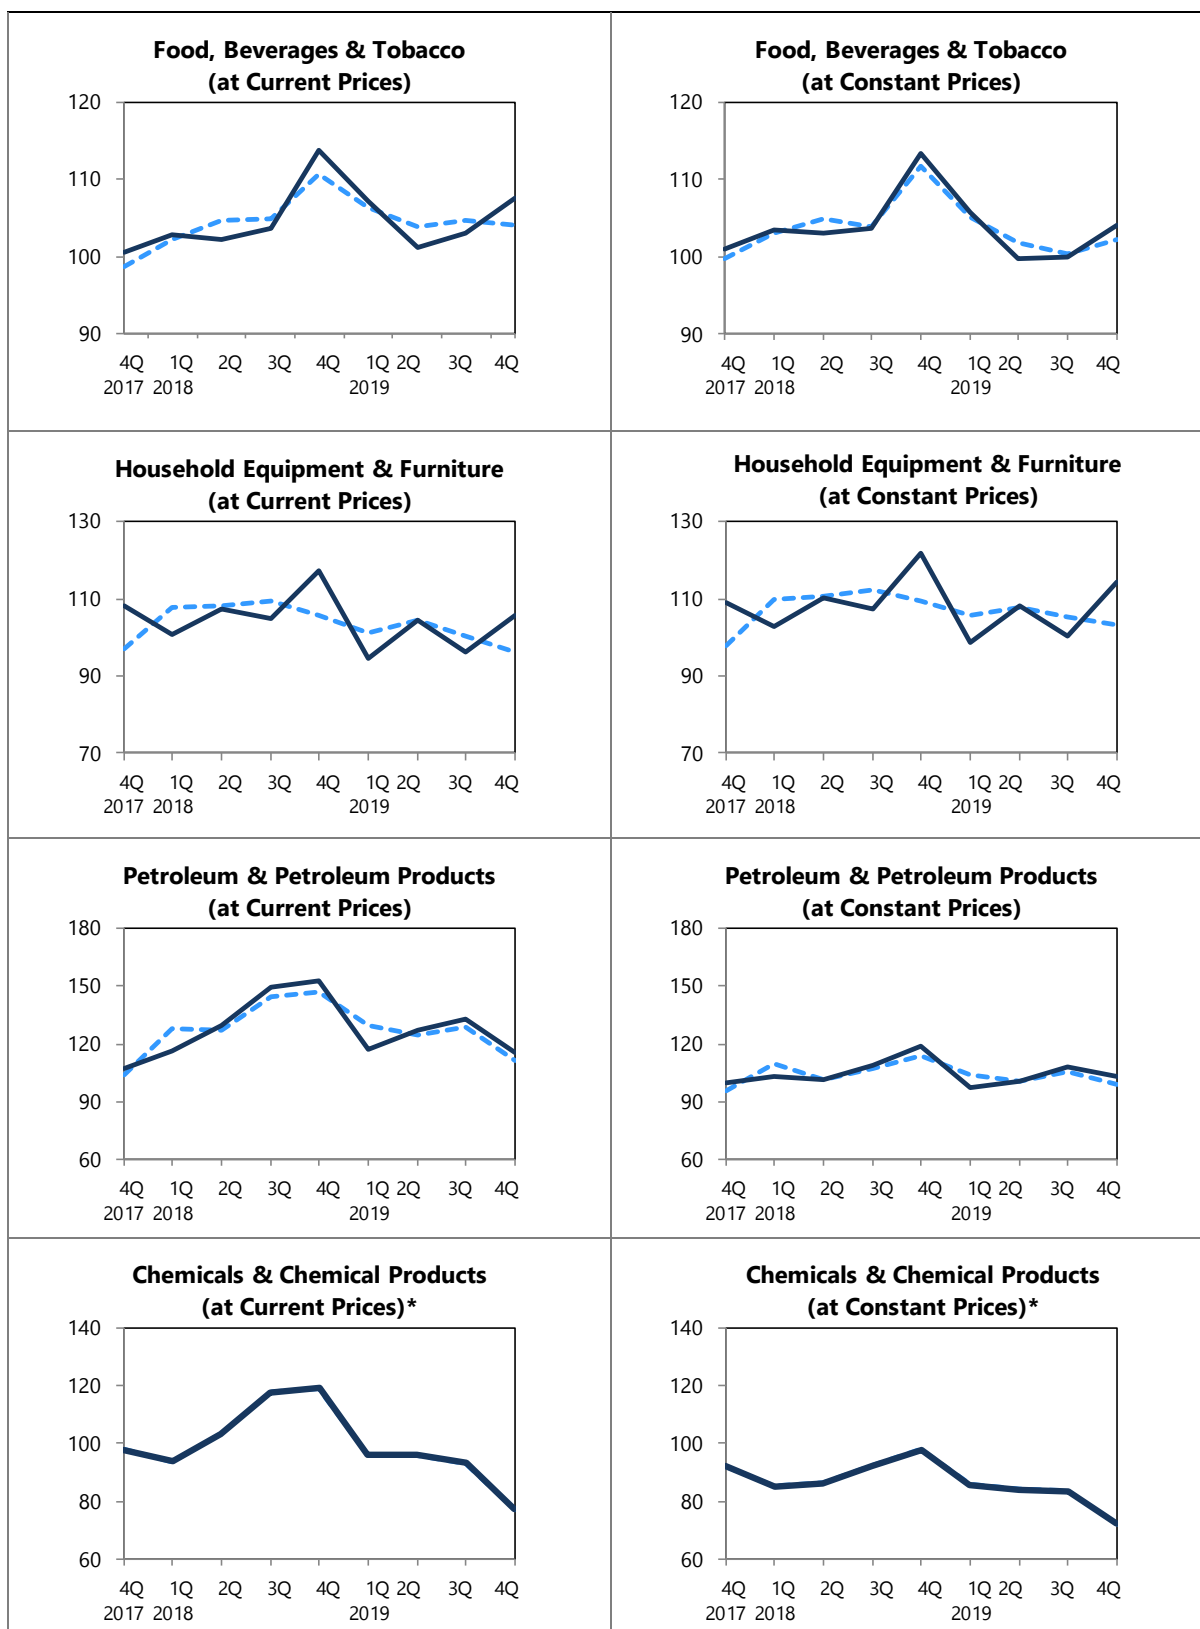 Food, Beverages & Tobacco
(at Current Prices)
120
110
100
90
4Q 1Q 2Q 3Q 4Q 1Q 2Q 3Q 4Q
2017 2018 2019
Food, Beverages & Tobacco
(at Constant Prices)
120
110
100
90
4Q 1Q 2Q 3Q 4Q 1Q 2Q 3Q 4Q
2017 2018 2019
Household Equipment & Furniture
(at Current Prices)
130
110
90
70
4Q 1Q 2Q 3Q 4Q 1Q 2Q 3Q 4Q
2017 2018 2019
Household Equipment & Furniture
(at Constant Prices)
130
110
90
70
4Q 1Q 2Q 3Q 4Q 1Q 2Q 3Q 4Q
2017 2018 2019
Petroleum & Petroleum Products
(at Current Prices)
180
150
120
90
60
4Q 1Q 2Q 3Q 4Q 1Q 2Q 3Q 4Q
2017 2018 2019
Petroleum & Petroleum Products
(at Constant Prices)
180
150
120
90
60
4Q 1Q 2Q 3Q 4Q 1Q 2Q 3Q 4Q
2017 2018 2019
Chemicals & Chemical Products
(at Current Prices)*
140
120
100
80
60
4Q 1Q 2Q 3Q 4Q 1Q 2Q 3Q 4Q
2017 2018 2019
Chemicals & Chemical Products
(at Constant Prices)*
140
120
100
80
60
4Q 1Q 2Q 3Q 4Q 1Q 2Q 3Q 4Q
2017 2018 2019